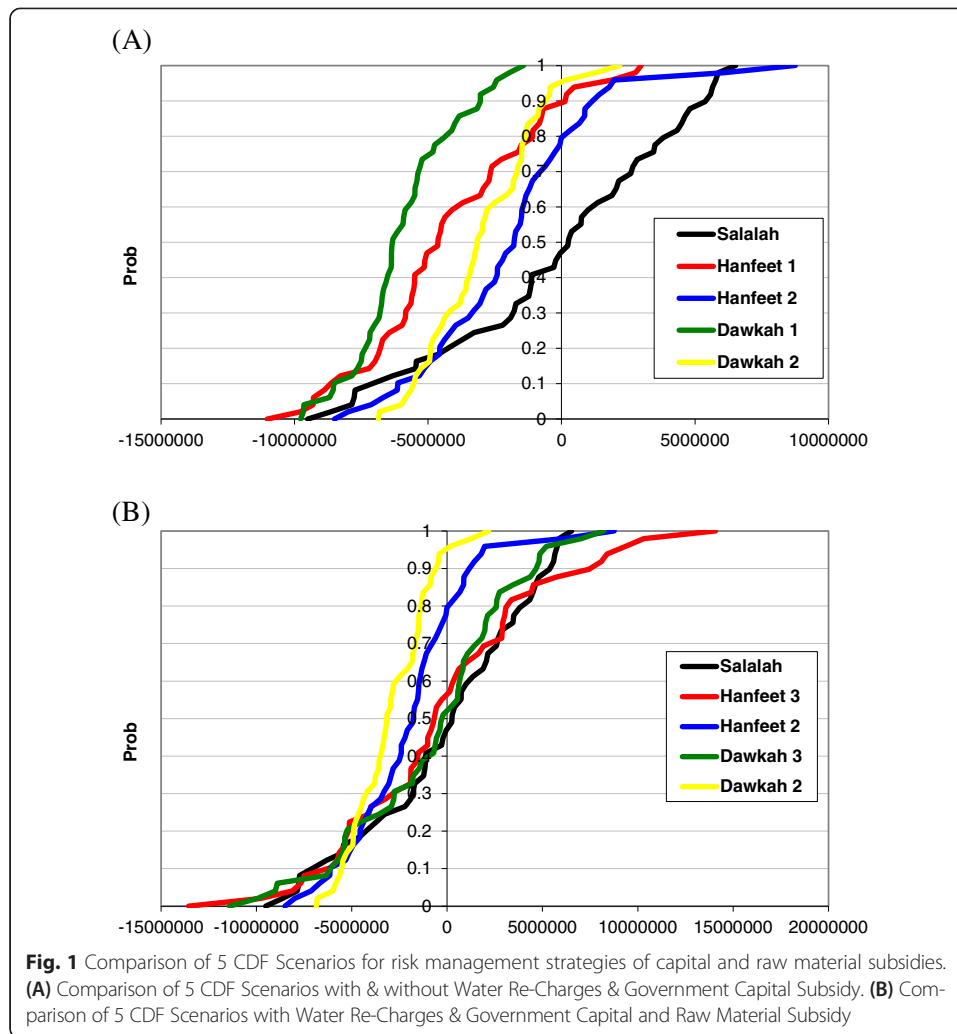 (A)
1
0.9
0.8
0.7
0.6
0.5
0.4
0.3
0.2
0.1
0
Prob
Salalah
Hanfeet 1
Hanfeet 2
Dawkah 1
Dawkah 2
-15000000 -10000000 -5000000 0 5000000 10000000
(B)
1
0.9
0.8
0.7
0.6
0.5
0.4
0.3
0.2
0.1
0
Prob
Salalah
Hanfeet 3
Hanfeet 2
Dawkah 3
Dawkah 2
-15000000 -10000000 -5000000 0 5000000 10000000 15000000 20000000
Fig. 1 Comparison of 5 CDF Scenarios for risk management strategies of capital and raw material subsidies.
(A) Comparison of 5 CDF Scenarios with & without Water Re-Charges & Government Capital Subsidy. (B) Com-
parison of 5 CDF Scenarios with Water Re-Charges & Government Capital and Raw Material Subsidy